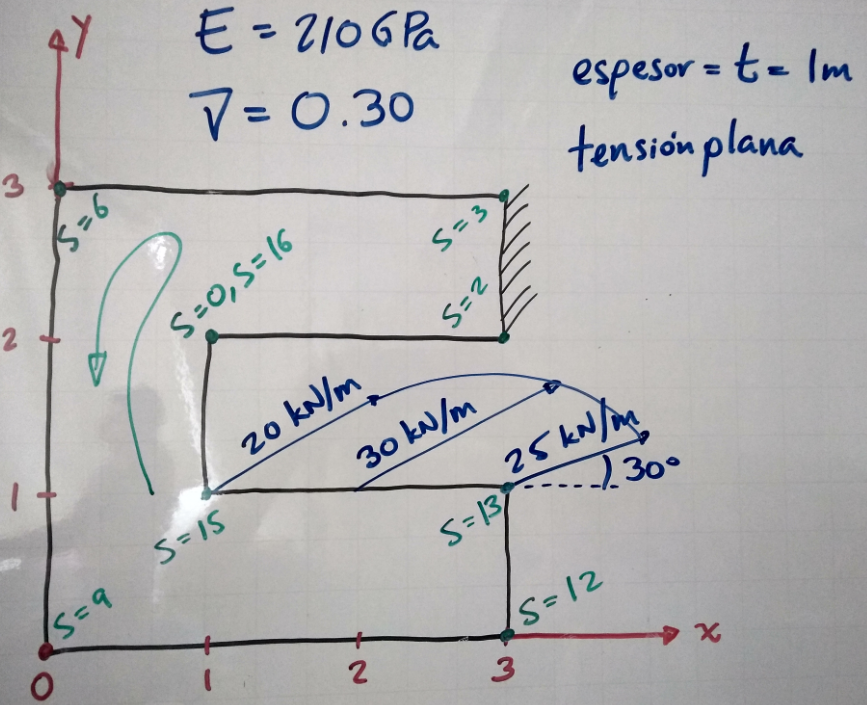 y
E = 210 GPa
ν = 0.30
espesor = t = 1m
tensión plana
3
S=6
S=3
S=0, S=16
S=2
2
20 kN/m
30 kN/m
25 kN/m
30°
1
S=15
S=13
S=9
S=12
x
0
1
2
3